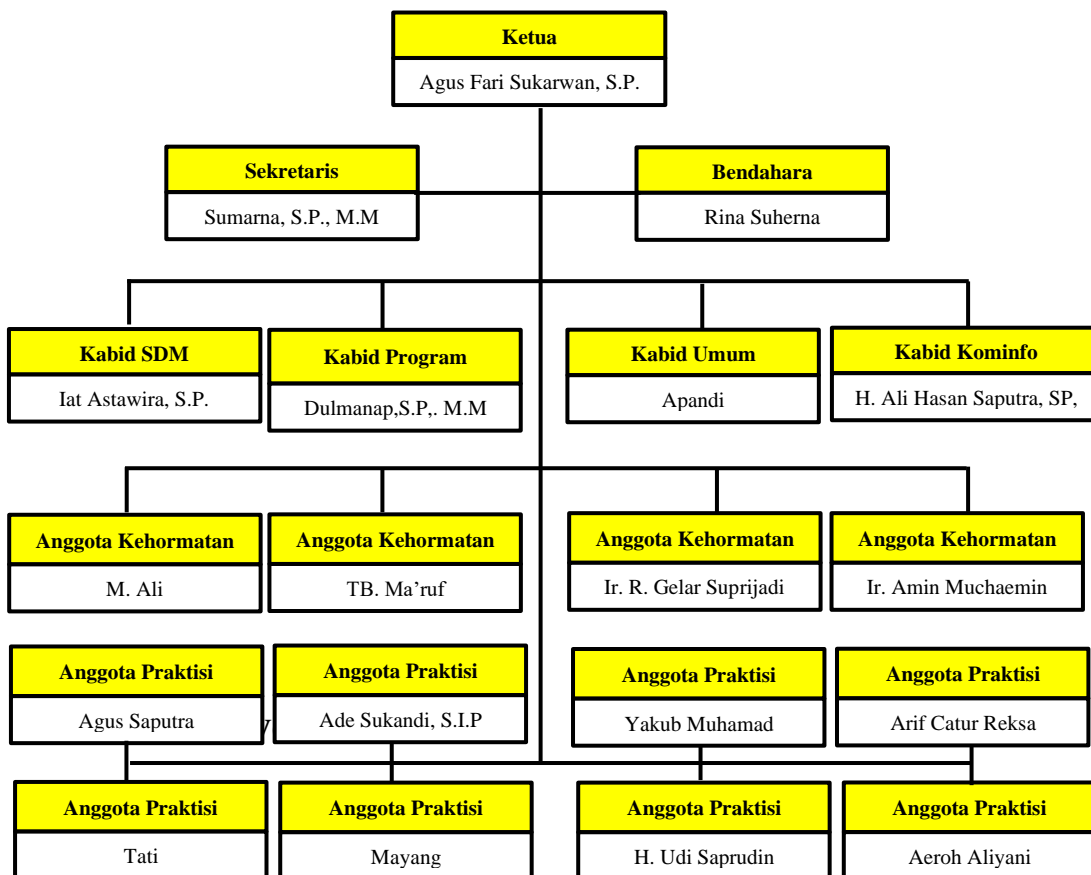 Ketua
Agus Fari Sukarwan, S.P.
Sekretaris
Sumarna, S.P., M.M
Bendahara
Rina Suherna
Kabid SDM
Iat Astawira, S.P.
Kabid Program
Dulmanap,S.P,. M.M
Kabid Umum
Apandi
Kabid Kominfo
H. Ali Hasan Saputra, SP,
Anggota Kehormatan
M. Ali
Anggota Kehormatan
TB. Ma’ruf
Anggota Kehormatan
Ir. R. Gelar Suprijadi
Anggota Kehormatan
Ir. Amin Muchaemin
Anggota Praktisi
Agus Saputra
Anggota Praktisi
Ade Sukandi, S.I.P
Anggota Praktisi
Yakub Muhamad
Anggota Praktisi
Arif Catur Reksa
Anggota Praktisi
Tati
Anggota Praktisi
Mayang
Anggota Praktisi
H. Udi Saprudin
Anggota Praktisi
Aeroh Aliyani